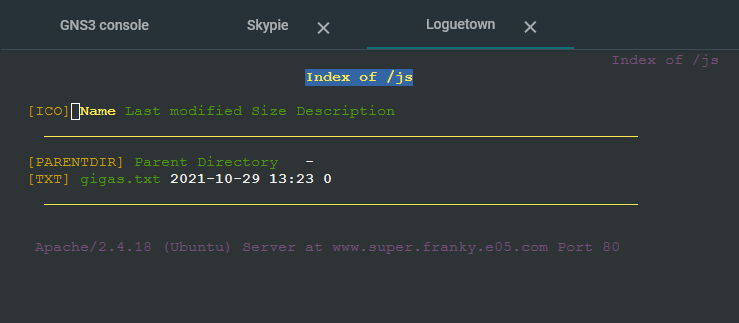 GNS3 console Skypie Loguetown
Index of /js
Index of /js
[ICO] Name Last modified Size Description
[PARENTDIR] Parent Directory -
[TXT] gigas.txt 2021-10-29 13:23 0
Apache/2.4.18 (Ubuntu) Server at www.super.franky.e05.com Port 80